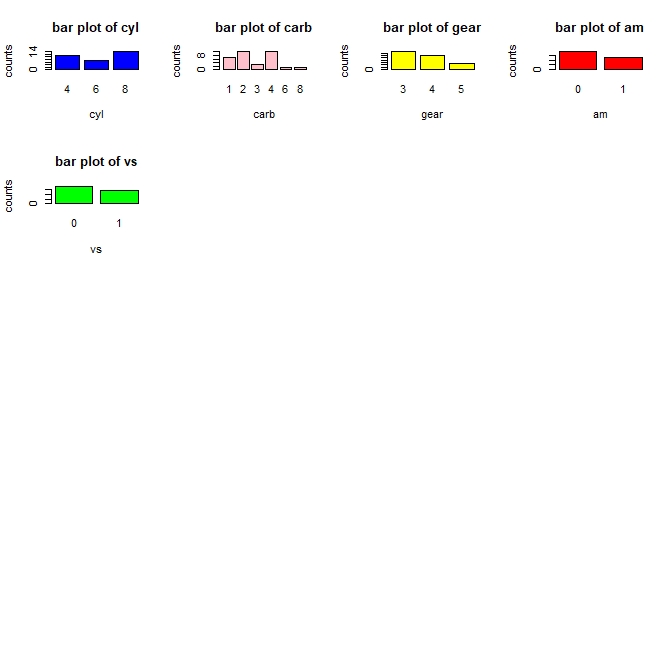 bar plot of cyl
counts
0 14
4 6 8
cyl
bar plot of carb
counts
0 8
1 2 3 4 6 8
carb
bar plot of gear
counts
0
3 4 5
gear
bar plot of am
counts
0
0 1
am
bar plot of vs
counts
0
0 1
vs